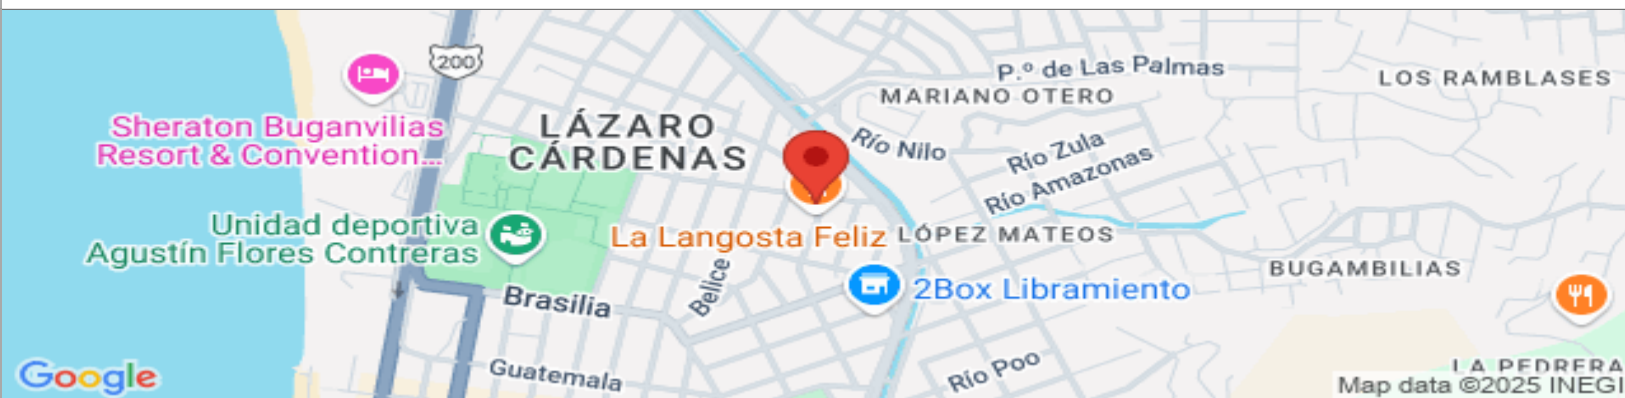 200
P.º de Las Palmas
LOS RAMBLASES
MARIANO OTERO
Sheraton Buganvilias
Resort & Convention...
LÁZARO
CÁRDENAS
Río Nilo
Río Zula
Río Amazonas
Unidad deportiva
Agustín Flores Contreras
La Langosta Feliz
LÓPEZ MATEOS
BUGAMBILIAS
Belice
2Box Libramiento
Brasilia
Guatemala
Río Poo
LA PEDRERA
Google
Map data ©2025 INEGI